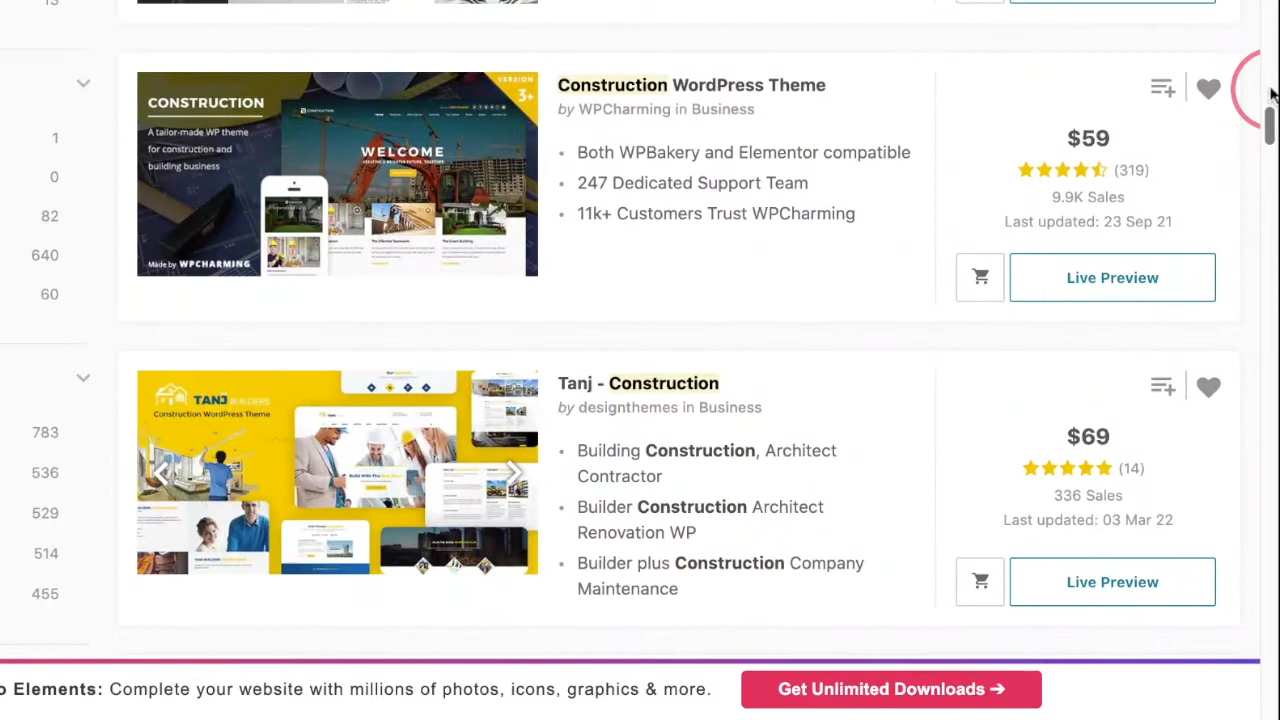 13
1
0
82
640
60
783
536
529
514
455
CONSTRUCTION
A tailor-made WP theme
for construction and
building business
Made by WPCHARMING
VERSION
3+
WELCOME
Construction WordPress Theme
by WPCharming in Business
• Both WPBakery and Elementor compatible
• 247 Dedicated Support Team
• 11k+ Customers Trust WPCharming
$59
(319)
9.9K Sales
Last updated: 23 Sep 21
Live Preview
TANJ BUILDERS
Construction WordPress Theme
Tanj - Construction
by designthemes in Business
• Building Construction, Architect
Contractor
• Builder Construction Architect
Renovation WP
• Builder plus Construction Company
Maintenance
$69
(14)
336 Sales
Last updated: 03 Mar 22
Live Preview
o Elements: Complete your website with millions of photos, icons, graphics & more.
Get Unlimited Downloads ➔